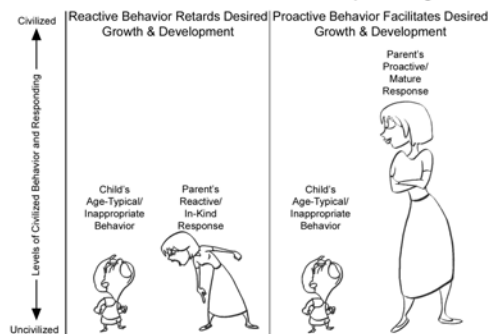 Civilized
Levels of Civilized Behavior and Responding
Uncivilized
Reactive Behavior Retards Desired
Growth & Development
Child's
Age-Typical/
Inappropriate
Behavior
Parent's
Reactive/
In-Kind
Response
Proactive Behavior Facilitates Desired
Growth & Development
Parent's
Proactive/
Mature
Response
Child's
Age-Typical/
Inappropriate
Behavior